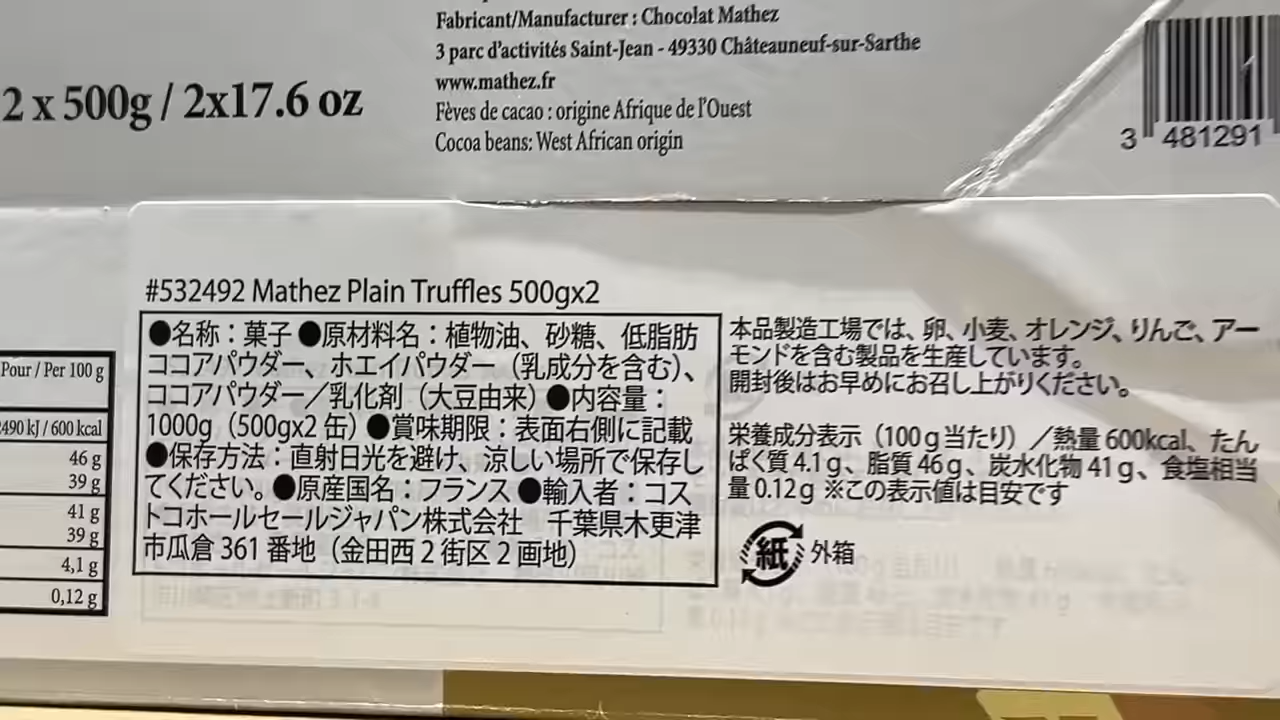 Fabricant/Manufacturer : Chocolat Mathez
3 parc d'activités Saint-Jean - 49330 Châteauneuf-sur-Sarthe
www.mathez.fr
Fèves de cacao : origine Afrique de l'Ouest
Cocoa beans: West African origin
2 x 500g / 2x17.6 oz
3 481291
Pour / Per 100 g
2490 kJ / 600 kcal
46 g
39 g
41 g
39 g
4,1 g
0,12 g
#532492 Mathez Plain Truffles 500gx2
●名称：菓子 ●原材料名：植物油、砂糖、低脂肪
ココアパウダー、ホエイパウダー（乳成分を含む）、
ココアパウダー／乳化剤（大豆由来）●内容量：
1000g（500gx2 缶）●賞味期限：表面右側に記載
●保存方法：直射日光を避け、涼しい場所で保存し
てください。●原産国名：フランス ●輸入者：コス
トコホールセールジャパン株式会社　千葉県木更津
市瓜倉 361 番地（金田西 2 街区 2 画地）
本品製造工場では、卵、小麦、オレンジ、りんご、アー
モンドを含む製品を生産しています。
開封後はお早めにお召し上がりください。
栄養成分表示（100g当たり）／熱量 600kcal、たん
ぱく質 4.1g、脂質 46g、炭水化物 41g、食塩相当
量 0.12g ※この表示値は目安です
紙 外箱